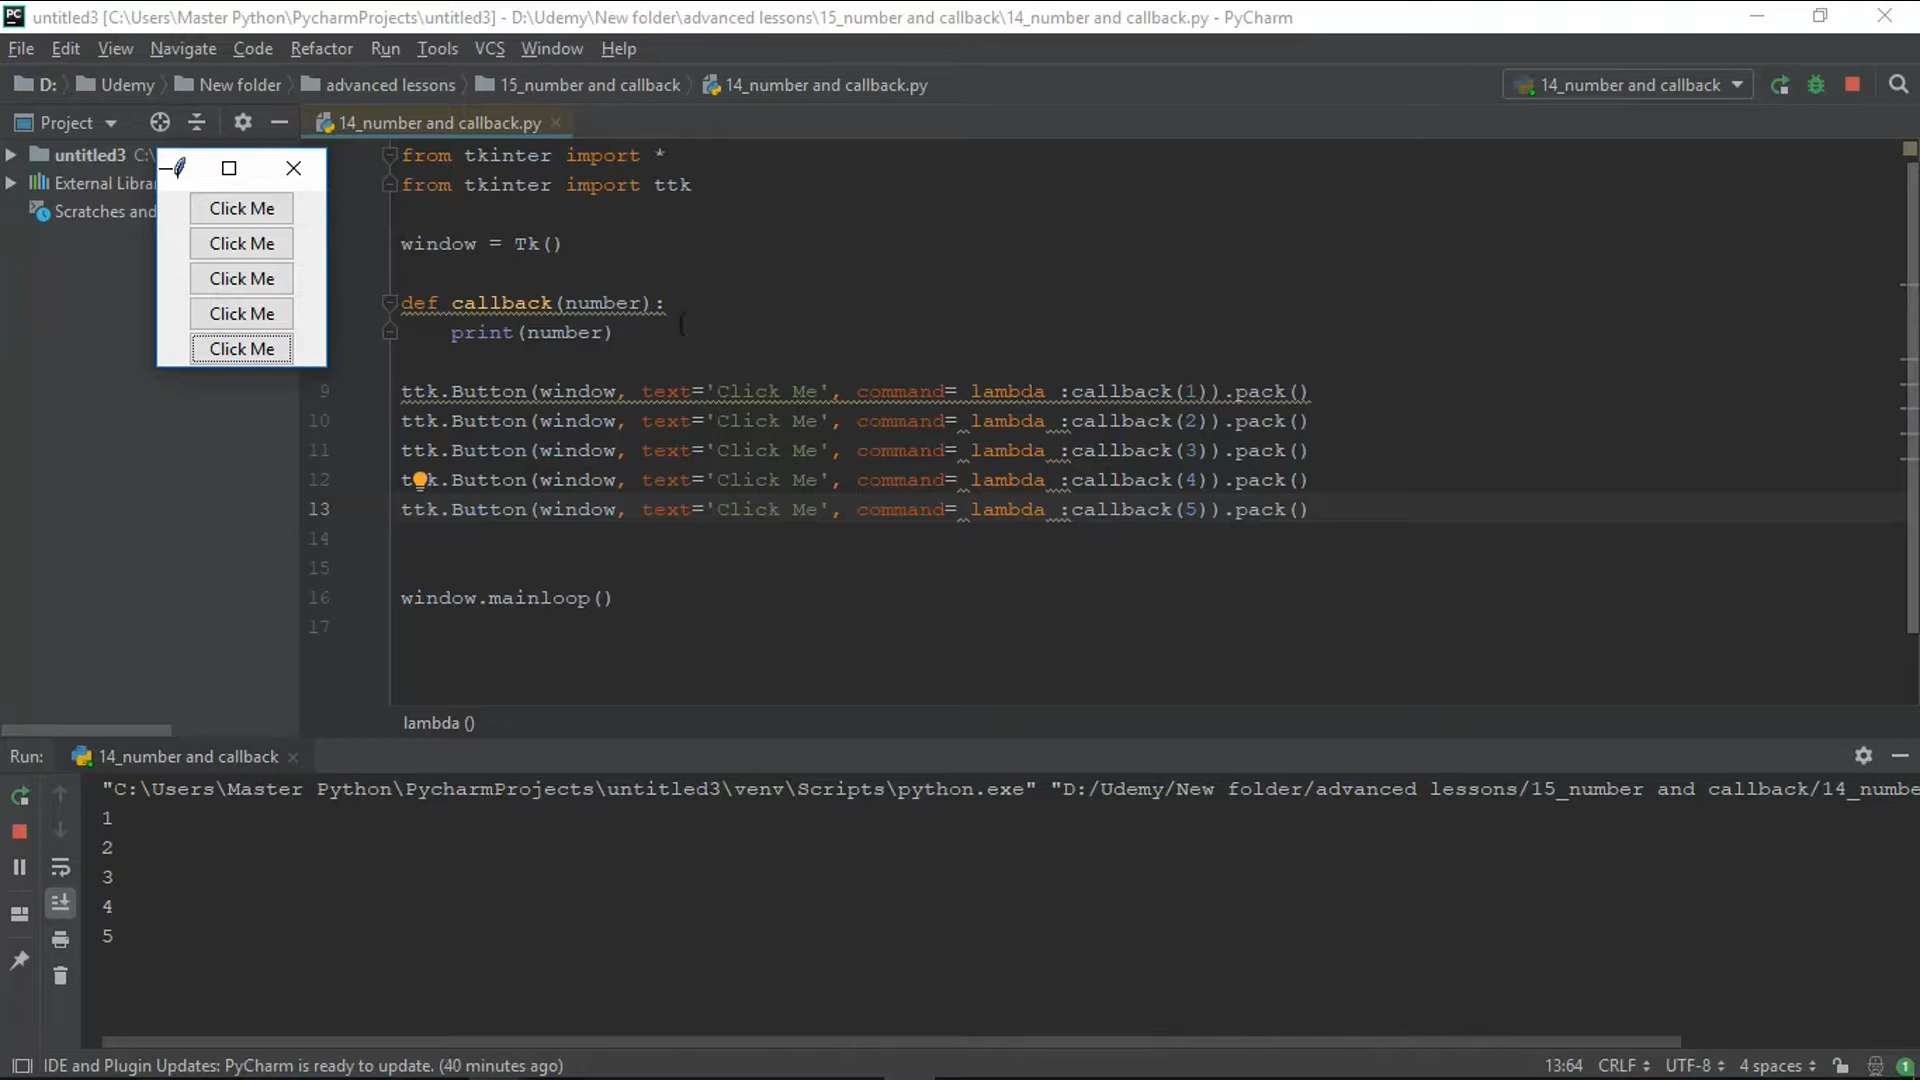 PC untitled3 [C:\Users\Master Python\PycharmProjects\untitled3] - D:\Udemy\New folder\advanced lessons\15_number and callback\14_number and callback.py - PyCharm
File Edit View Navigate Code Refactor Run Tools VCS Window Help
D: Udemy New folder advanced lessons 15_number and callback 14_number and callback.py 14_number and callback
Project 14_number and callback.py
untitled3 C:\
External Libra
Scratches and
Click Me
Click Me
Click Me
Click Me
Click Me
from tkinter import *
from tkinter import ttk
window = Tk()
def callback(number):
print(number)
9 ttk.Button(window, text='Click Me', command= lambda :callback(1)).pack()
10 ttk.Button(window, text='Click Me', command= lambda :callback(2)).pack()
11 ttk.Button(window, text='Click Me', command= lambda :callback(3)).pack()
12 ttk.Button(window, text='Click Me', command= lambda :callback(4)).pack()
13 ttk.Button(window, text='Click Me', command= lambda :callback(5)).pack()
14
15
16 window.mainloop()
17
lambda ()
Run: 14_number and callback
"C:\Users\Master Python\PycharmProjects\untitled3\venv\Scripts\python.exe" "D:/Udemy/New folder/advanced lessons/15_number and callback/14_numbe
1
2
3
4
5
IDE and Plugin Updates: PyCharm is ready to update. (40 minutes ago) 13:64 CRLF UTF-8 4 spaces 1